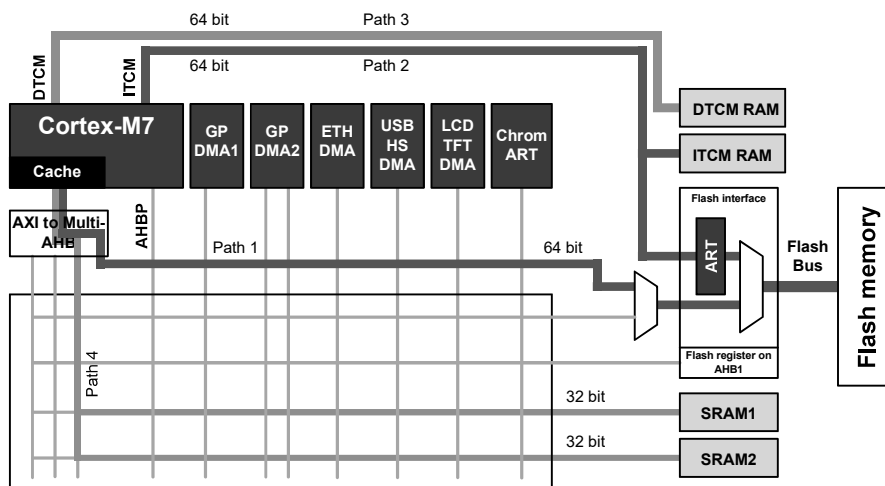 64 bit
Path 3
64 bit
Path 2
DTCM
ITCM
DTCM RAM
Cortex-M7
Cache
GP
DMA1
GP
DMA2
ETH
DMA
USB
HS
DMA
LCD
TFT
DMA
Chrom
ART
ITCM RAM
AXI to Multi-
AHB
AHBP
Path 1
64 bit
Flash interface
ART
Flash
Bus
Flash memory
Path 4
Flash register on
AHB1
32 bit
SRAM1
32 bit
SRAM2